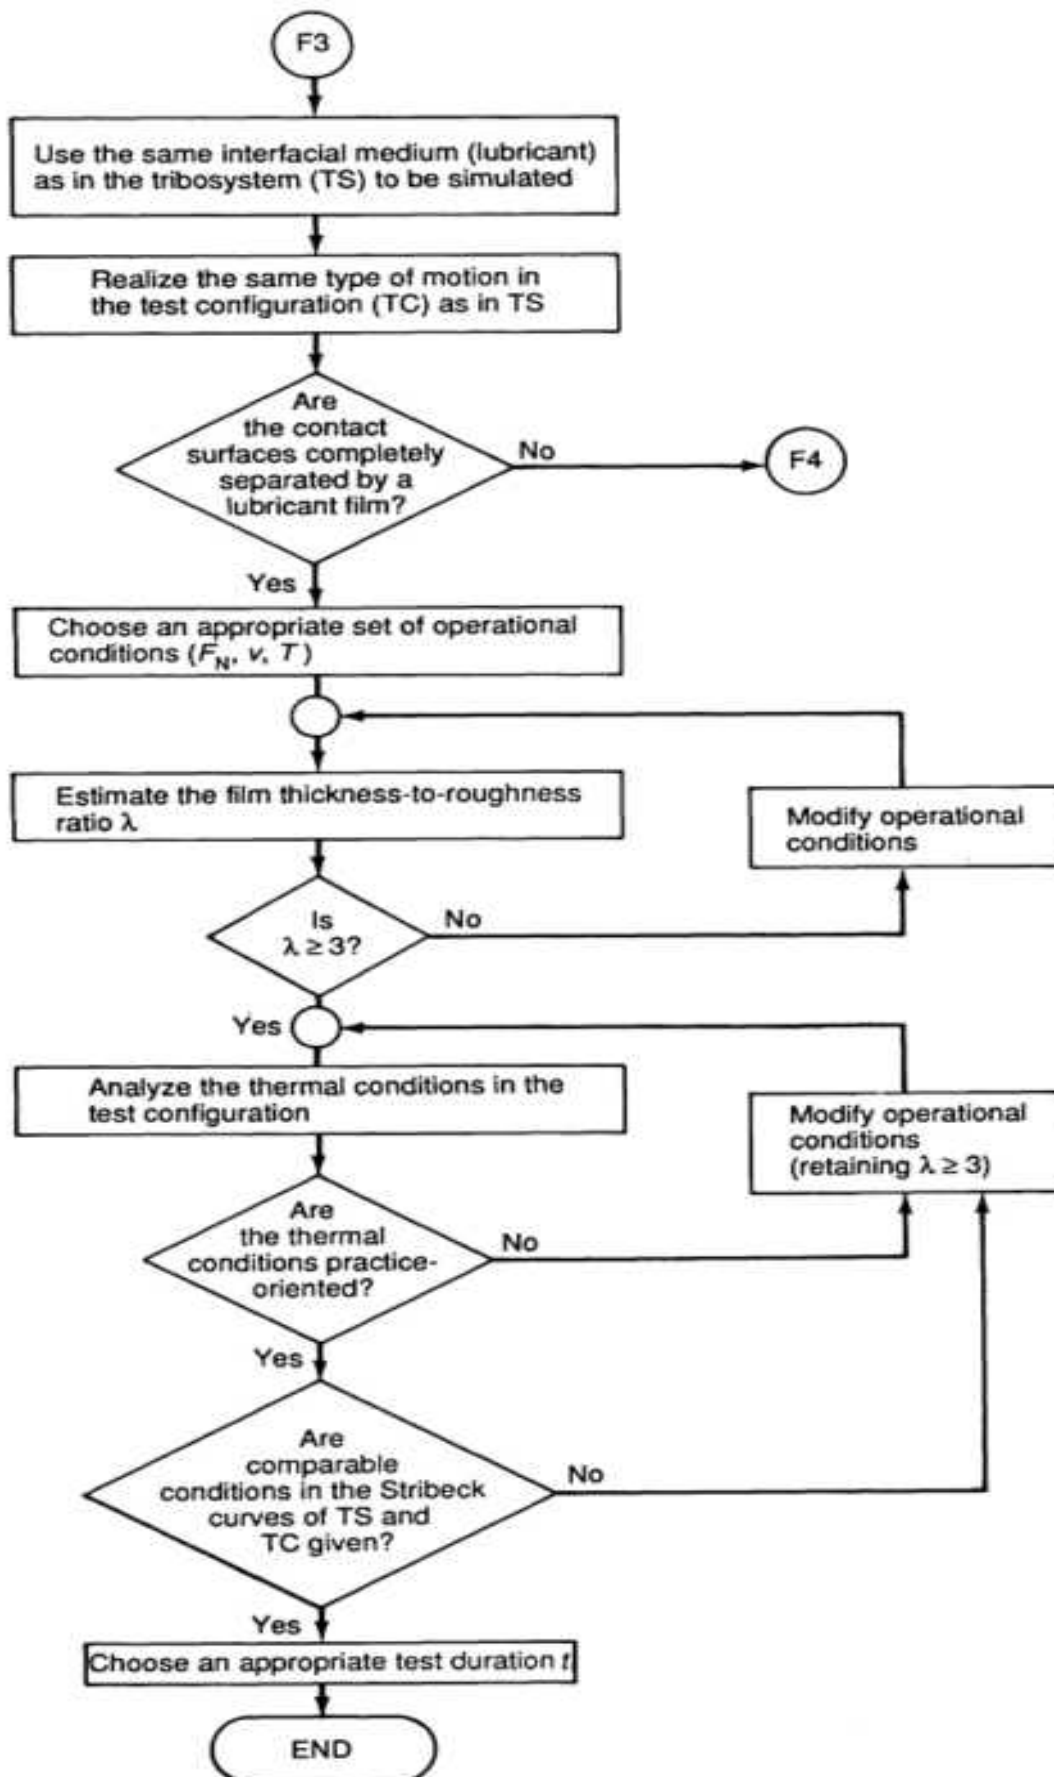 F3
Use the same interfacial medium (lubricant)
as in the tribosystem (TS) to be simulated
Realize the same type of motion in
the test configuration (TC) as in TS
Are
the contact
surfaces completely
separated by a
lubricant film?
No
F4
Yes
Choose an appropriate set of operational
conditions (F_N, v, T)
Estimate the film thickness-to-roughness
ratio λ
Modify operational
conditions
Is
λ ≥ 3?
No
Yes
Analyze the thermal conditions in the
test configuration
Modify operational
conditions
(retaining λ ≥ 3)
Are
the thermal
conditions practice-
oriented?
No
Yes
Are
comparable
conditions in the Stribeck
curves of TS and
TC given?
No
Yes
Choose an appropriate test duration t
END